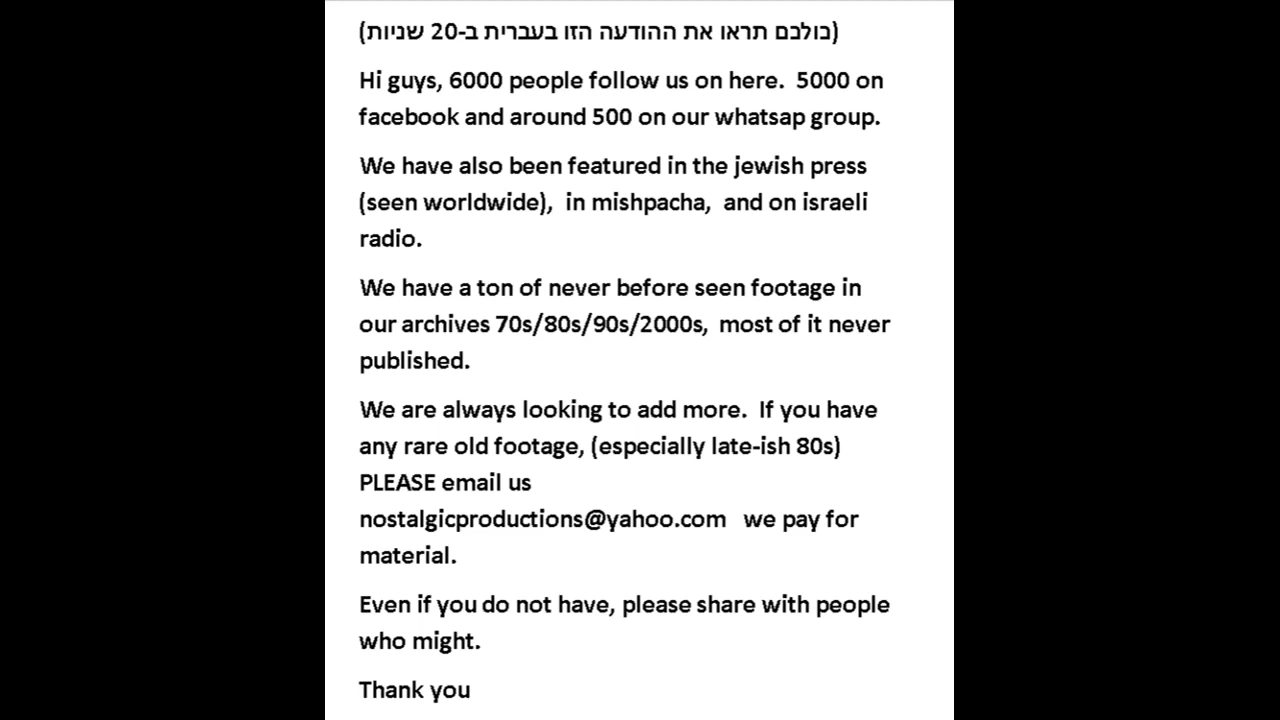 (כולכם תראו את ההודעה הזו בעברית ב-20 שניות)
Hi guys, 6000 people follow us on here.  5000 on
facebook and around 500 on our whatsap group.
We have also been featured in the jewish press
(seen worldwide),  in mishpacha,  and on israeli
radio.
We have a ton of never before seen footage in
our archives 70s/80s/90s/2000s,  most of it never
published.
We are always looking to add more.  If you have
any rare old footage, (especially late-ish 80s)
PLEASE email us
nostalgicproductions@yahoo.com   we pay for
material.
Even if you do not have, please share with people
who might.
Thank you